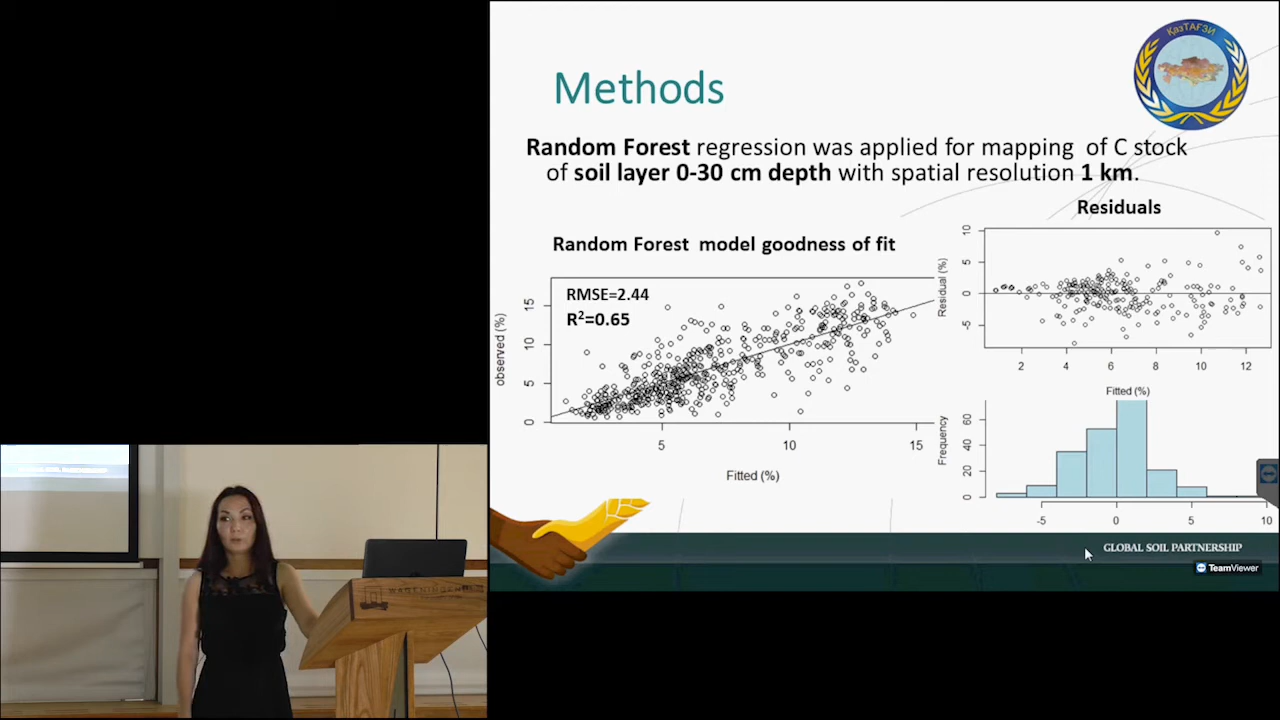 ҚазТАҒЗИ
Methods
Random Forest regression was applied for mapping of C stock
of soil layer 0-30 cm depth with spatial resolution 1 km.
Residuals
Random Forest model goodness of fit
RMSE=2.44
R²=0.65
observed (%)
0
5
10
15
5
10
15
Fitted (%)
Residual (%)
-5
0
5
10
2
4
6
8
10
12
Fitted (%)
Frequency
0
20
40
60
-5
0
5
10
GLOBAL SOIL PARTNERSHIP
TeamViewer